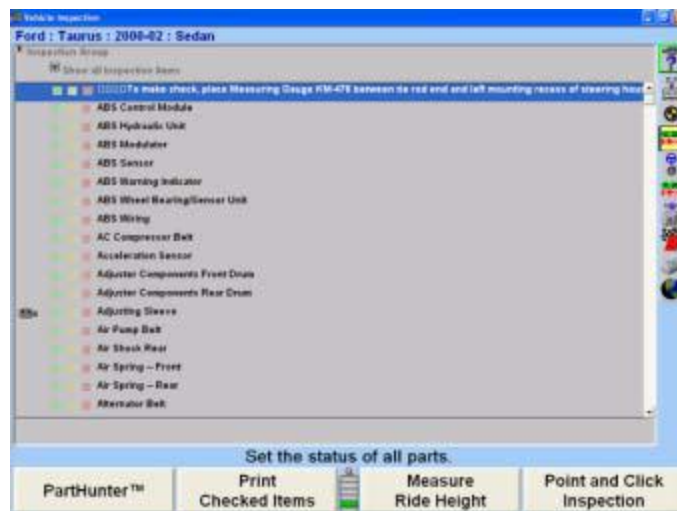 Vehicle Inspection
Ford : Taurus : 2000-02 : Sedan
Inspection Group
Show all Inspection Items
To make check, place Measuring Gauge KM-478 between tie rod end and left mounting recess of steering hous
ABS Control Module
ABS Hydraulic Unit
ABS Modulator
ABS Sensor
ABS Warning Indicator
ABS Wheel Bearing/Sensor Unit
ABS Wiring
AC Compressor Belt
Acceleration Sensor
Adjuster Components Front Drum
Adjuster Components Rear Drum
Adjusting Sleeve
Air Pump Belt
Air Shock Rear
Air Spring – Front
Air Spring – Rear
Alternator Belt
Set the status of all parts.
PartHunter™
Print
Checked Items
Measure
Ride Height
Point and Click
Inspection